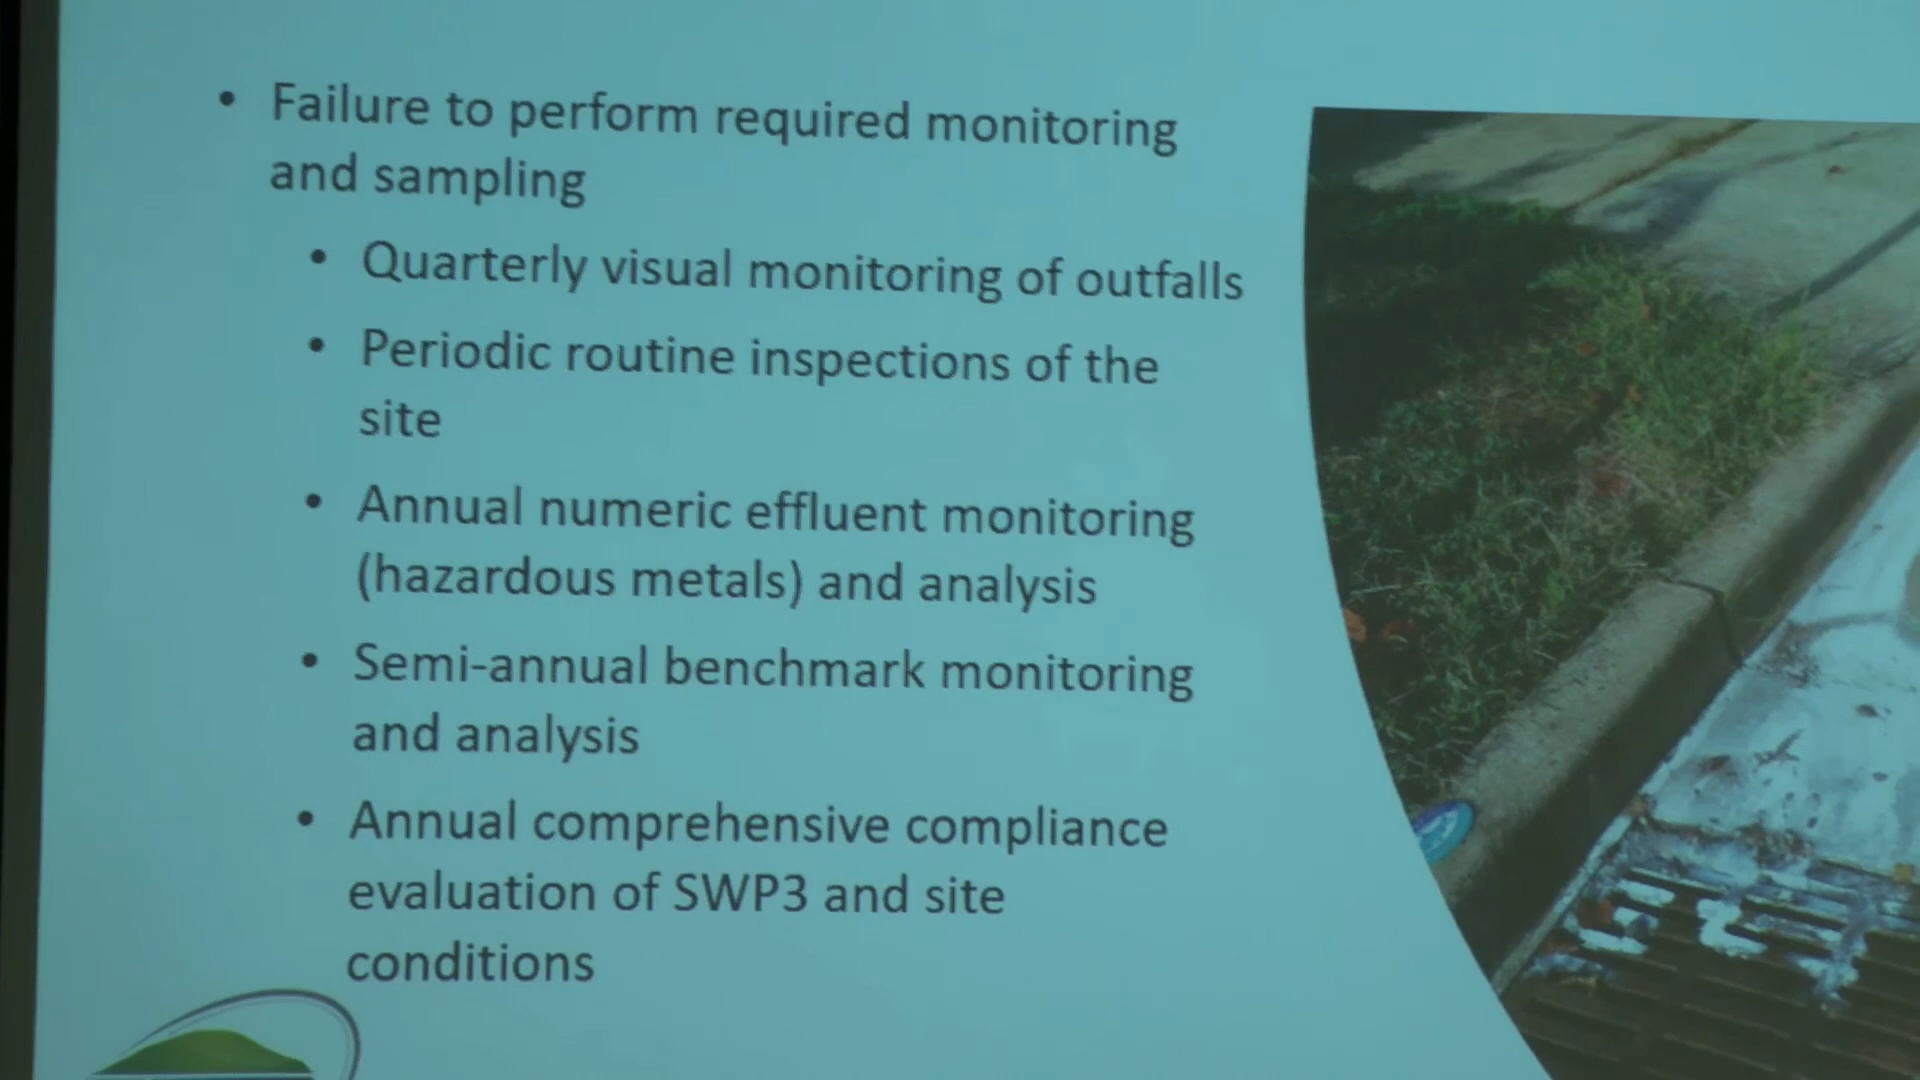 • Failure to perform required monitoring
and sampling
• Quarterly visual monitoring of outfalls
• Periodic routine inspections of the
site
• Annual numeric effluent monitoring
(hazardous metals) and analysis
• Semi-annual benchmark monitoring
and analysis
• Annual comprehensive compliance
evaluation of SWP3 and site
conditions